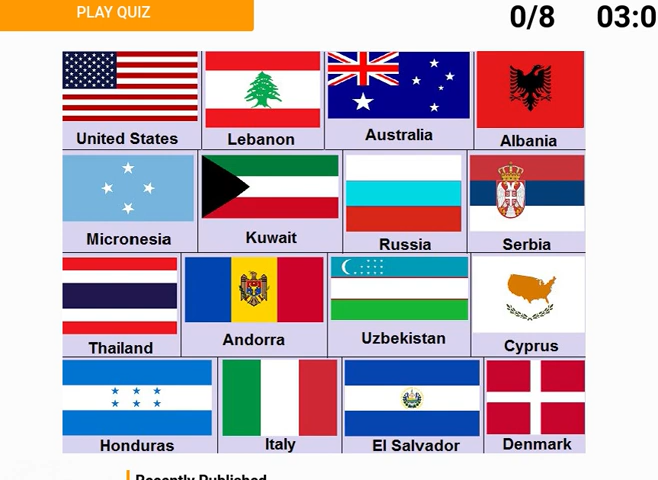 PLAY QUIZ
0/8 03:0
United States Lebanon Australia Albania
Micronesia Kuwait Russia Serbia
Thailand Andorra Uzbekistan Cyprus
Honduras Italy El Salvador Denmark
Recently Published